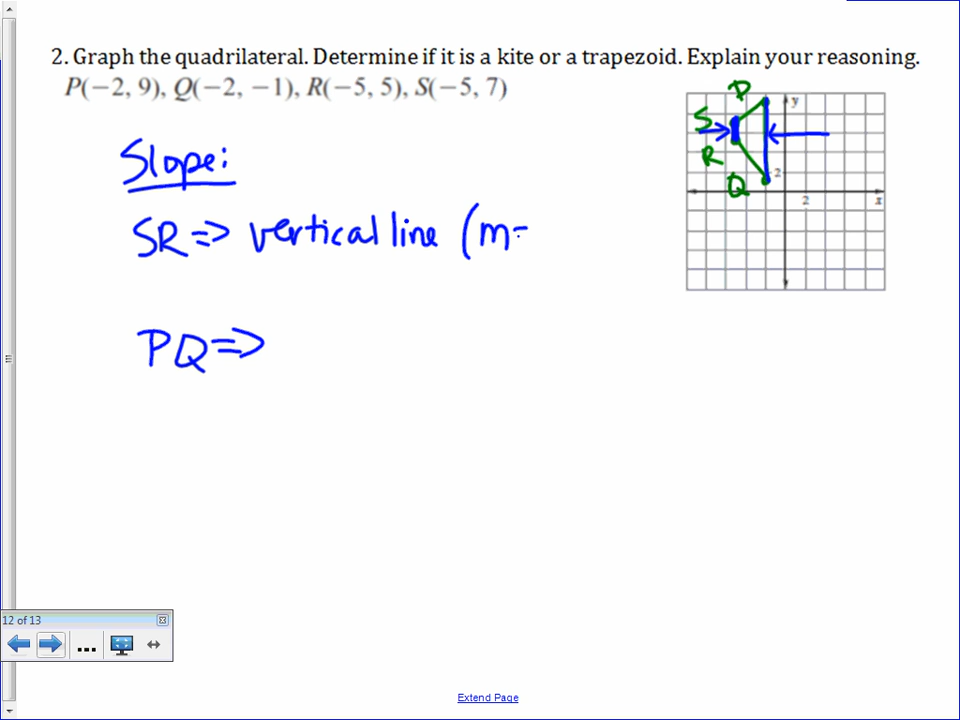 2. Graph the quadrilateral. Determine if it is a kite or a trapezoid. Explain your reasoning.
P(−2, 9), Q(−2, −1), R(−5, 5), S(−5, 7)
P
y
S
R
Q
2
2
x
Slope:
SR => vertical line (m=
PQ =>
12 of 13
...
Extend Page